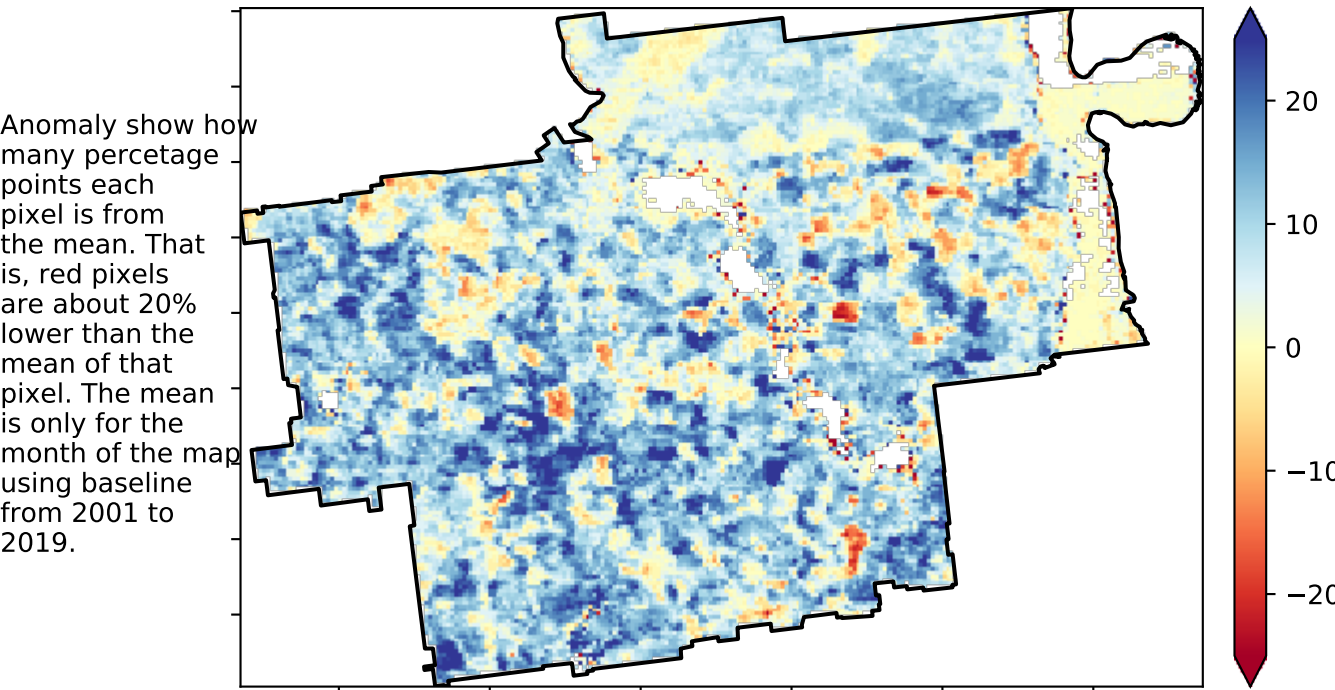 Anomaly show how
many percetage
points each
pixel is from
the mean. That
is, red pixels
are about 20%
lower than the
mean of that
pixel. The mean
is only for the
month of the map
using baseline
from 2001 to
2019.
20
10
0
−10
−20